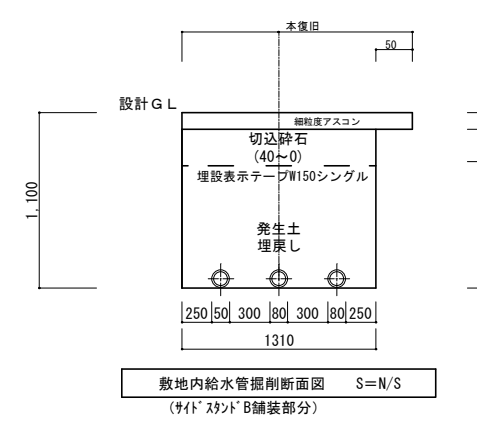 本復旧
50
設計ＧＬ
細粒度アスコン
切込砕石
(40〜0)
埋設表示テープW150シングル
1,100
発生土
埋戻し
250 50 300 80 300 80 250
1310
敷地内給水管掘削断面図 S=N/S
(ｻｲﾄﾞｽﾀﾝﾄﾞB舗装部分)